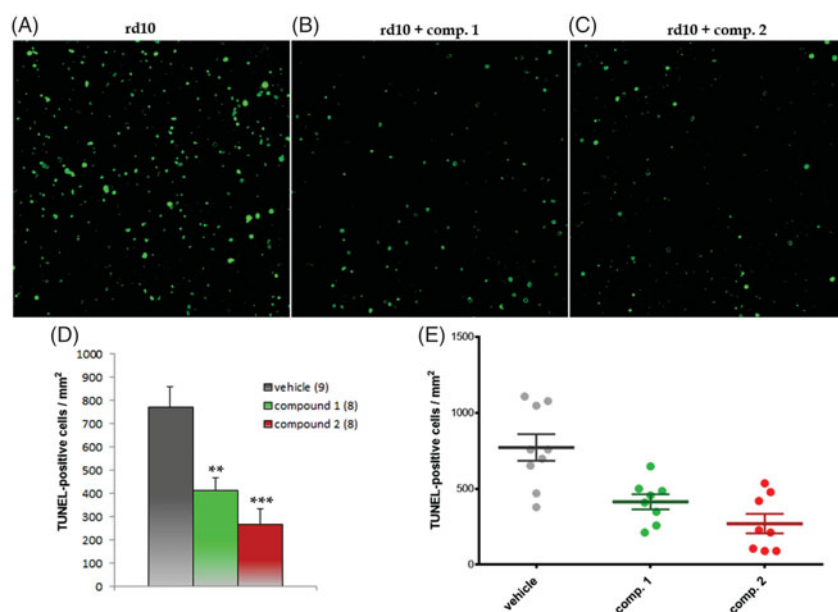 (A)
rd10
(B)
rd10 + comp. 1
(C)
rd10 + comp. 2
(D)
TUNEL-positive cells / mm²
1000
900
800
700
600
500
400
300
200
100
0
vehicle (9)
compound 1 (8)
compound 2 (8)
**
***
(E)
TUNEL-positive cells / mm²
1500
1000
500
0
vehicle
comp. 1
comp. 2